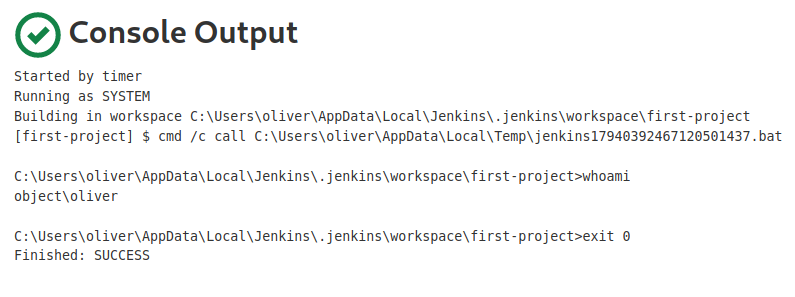 Console Output
Started by timer
Running as SYSTEM
Building in workspace C:\Users\oliver\AppData\Local\Jenkins\.jenkins\workspace\first-project
[first-project] $ cmd /c call C:\Users\oliver\AppData\Local\Temp\jenkins17940392467120501437.bat
C:\Users\oliver\AppData\Local\Jenkins\.jenkins\workspace\first-project>whoami
object\oliver
C:\Users\oliver\AppData\Local\Jenkins\.jenkins\workspace\first-project>exit 0
Finished: SUCCESS